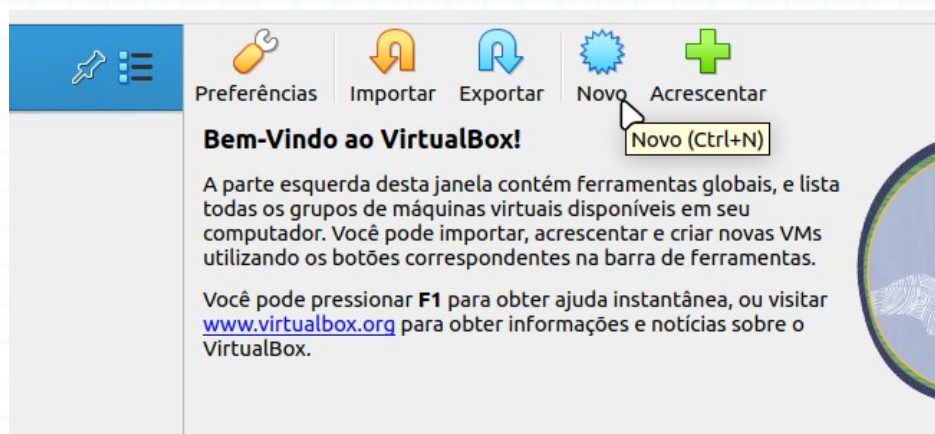 Preferências Importar Exportar Novo Acrescentar
Novo (Ctrl+N)
Bem-Vindo ao VirtualBox!
A parte esquerda desta janela contém ferramentas globais, e lista
todas os grupos de máquinas virtuais disponíveis em seu
computador. Você pode importar, acrescentar e criar novas VMs
utilizando os botões correspondentes na barra de ferramentas.
Você pode pressionar F1 para obter ajuda instantânea, ou visitar
www.virtualbox.org para obter informações e notícias sobre o
VirtualBox.